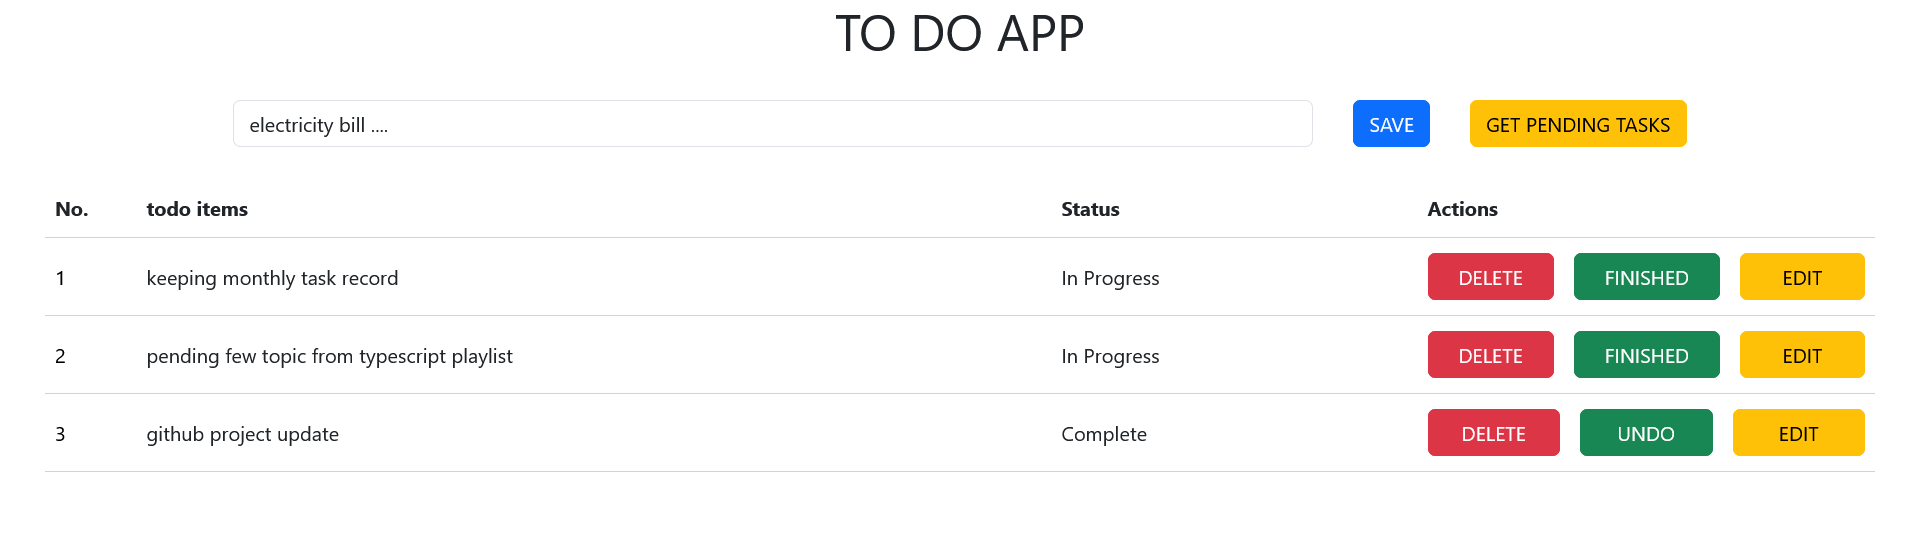 TO DO APP
electricity bill .... SAVE GET PENDING TASKS
No. todo items Status Actions
1 keeping monthly task record In Progress DELETE FINISHED EDIT
2 pending few topic from typescript playlist In Progress DELETE FINISHED EDIT
3 github project update Complete DELETE UNDO EDIT